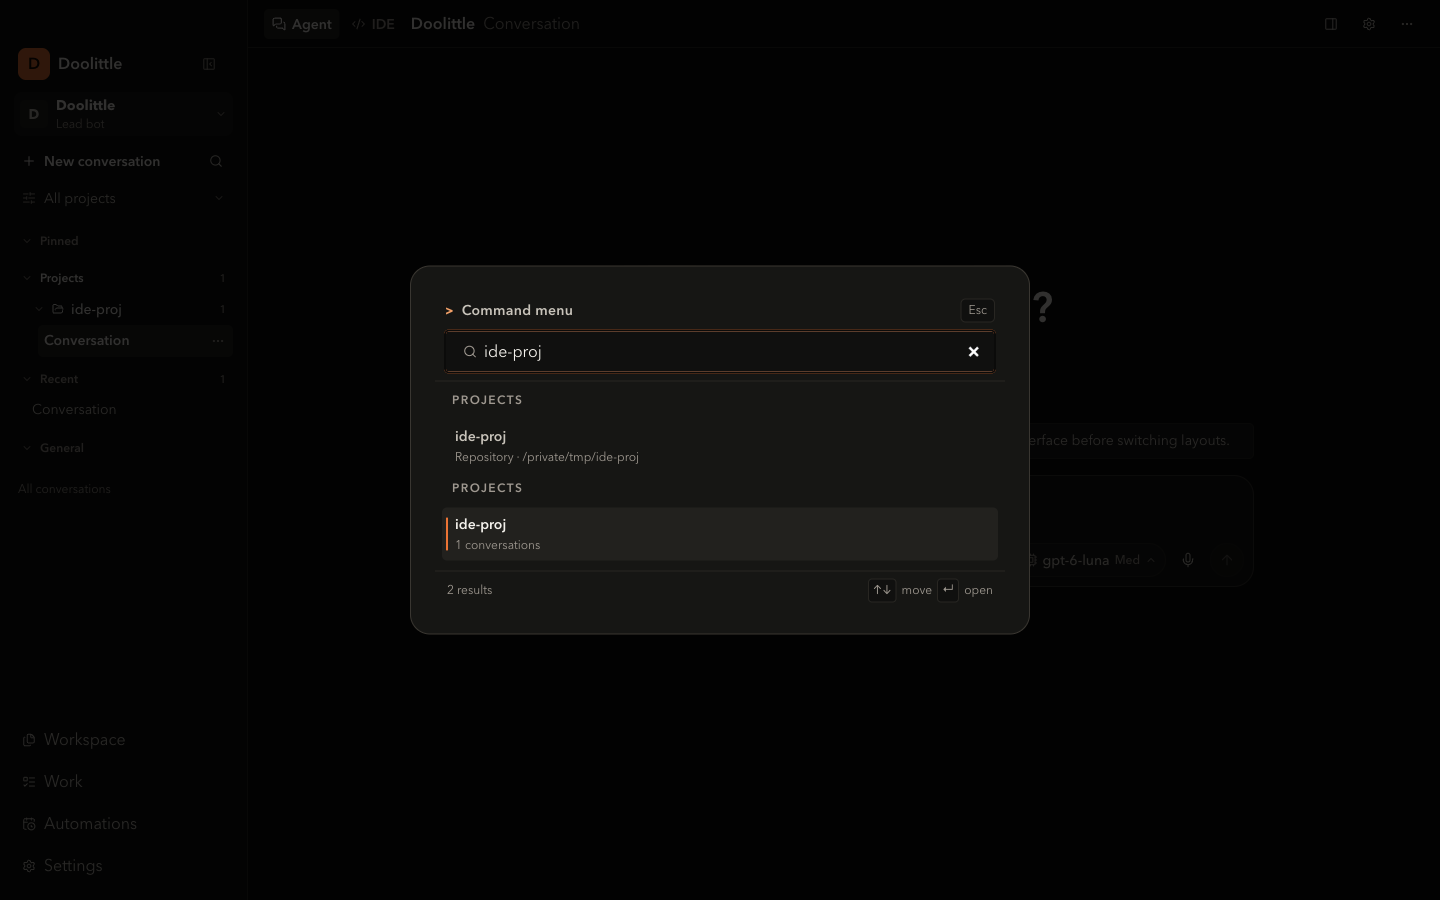 Agent
IDE
Doolittle Conversation
D Doolittle
D Doolittle
Lead bot
New conversation
All projects
Pinned
Projects 1
ide-proj 1
Conversation ...
Recent 1
Conversation
General
All conversations
Workspace
Work
Automations
Settings
?
erface before switching layouts.
gpt-6-luna Med
> Command menu Esc
ide-proj
PROJECTS
ide-proj
Repository · /private/tmp/ide-proj
PROJECTS
ide-proj
1 conversations
2 results ↑↓ move ↵ open